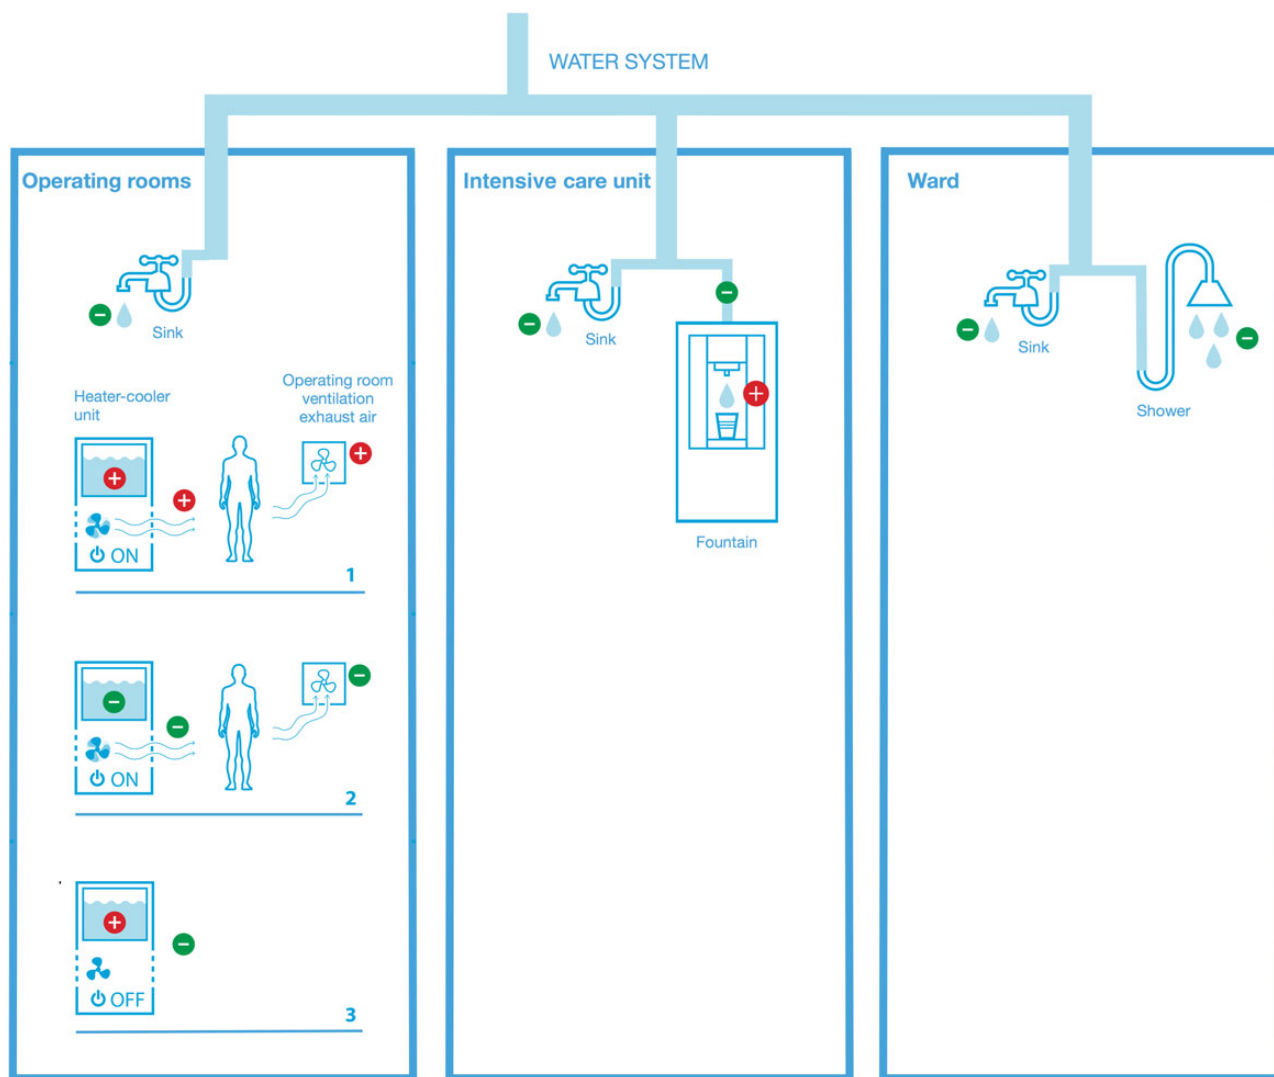 WATER SYSTEM
Operating rooms
Sink
Heater-cooler
unit
Operating room
ventilation
exhaust air
ON
1
ON
2
OFF
3
Intensive care unit
Sink
Fountain
Ward
Sink
Shower